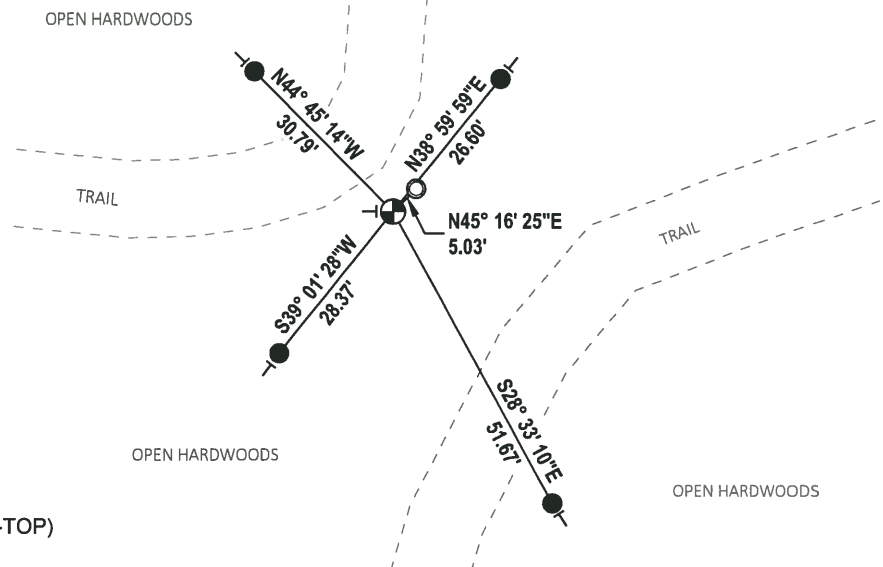 OPEN HARDWOODS
N44° 45' 14"W
30.79'
N38° 59' 59"E
26.60'
TRAIL
N45° 16' 25"E
5.03'
TRAIL
S39° 01' 28"W
28.37'
S28° 33' 10"E
51.67'
OPEN HARDWOODS
OPEN HARDWOODS
-TOP)